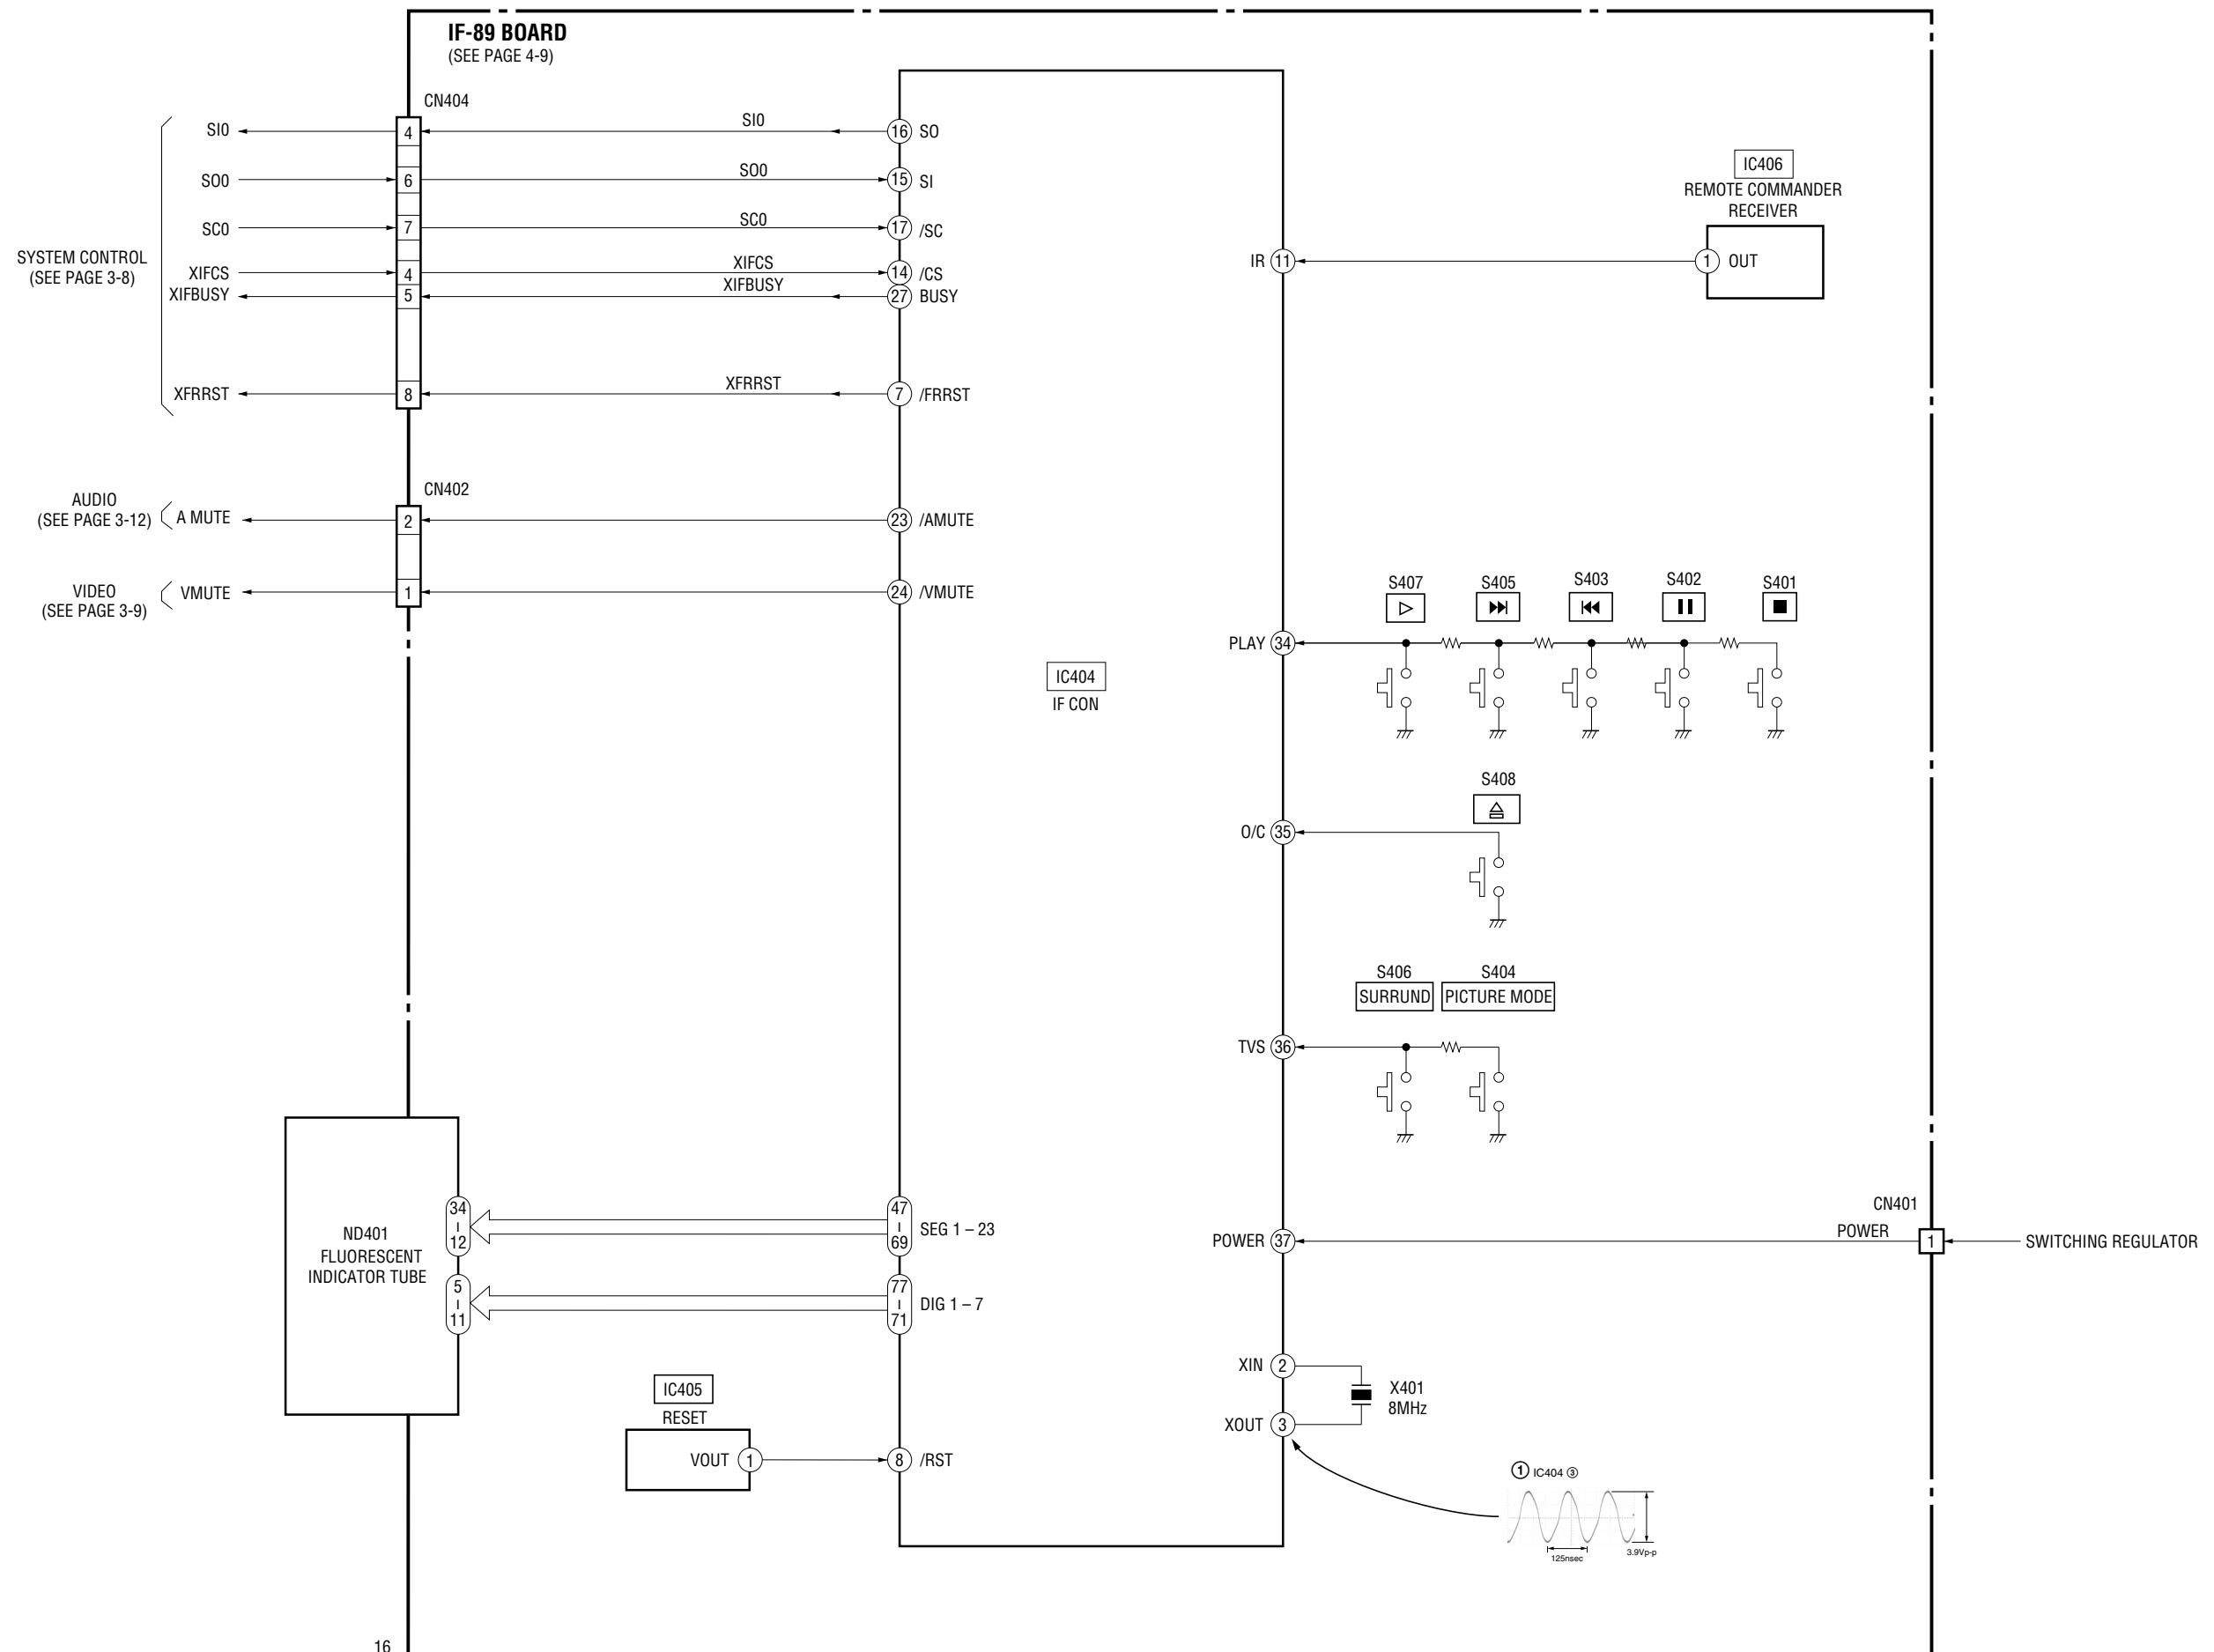 IF-89 BOARD
(SEE PAGE 4-9)
CN404
SI0
4
SI0
16
SO
SO0
6
SO0
15
SI
SC0
7
SC0
17
/SC
SYSTEM CONTROL
(SEE PAGE 3-8)
XIFCS
4
XIFCS
14
/CS
XIFBUSY
5
XIFBUSY
27
BUSY
XFRRST
8
XFRRST
7
/FRRST
IC406
REMOTE COMMANDER
RECEIVER
IR
11
1
OUT
CN402
AUDIO
(SEE PAGE 3-12)
A MUTE
2
23
/AMUTE
VIDEO
(SEE PAGE 3-9)
VMUTE
1
24
/VMUTE
IC404
IF CON
S407
S405
S403
S402
S401
PLAY
34
S408
O/C
35
S406
S404
SURRUND
PICTURE MODE
TVS
36
ND401
FLUORESCENT
INDICATOR TUBE
34
12
47
69
SEG 1 – 23
5
11
77
71
DIG 1 – 7
CN401
POWER
37
POWER
1
SWITCHING REGULATOR
XIN
2
X401
8MHz
XOUT
3
IC405
RESET
VOUT
1
8
/RST
① IC404 ③
125nsec
3.9Vp-p
16